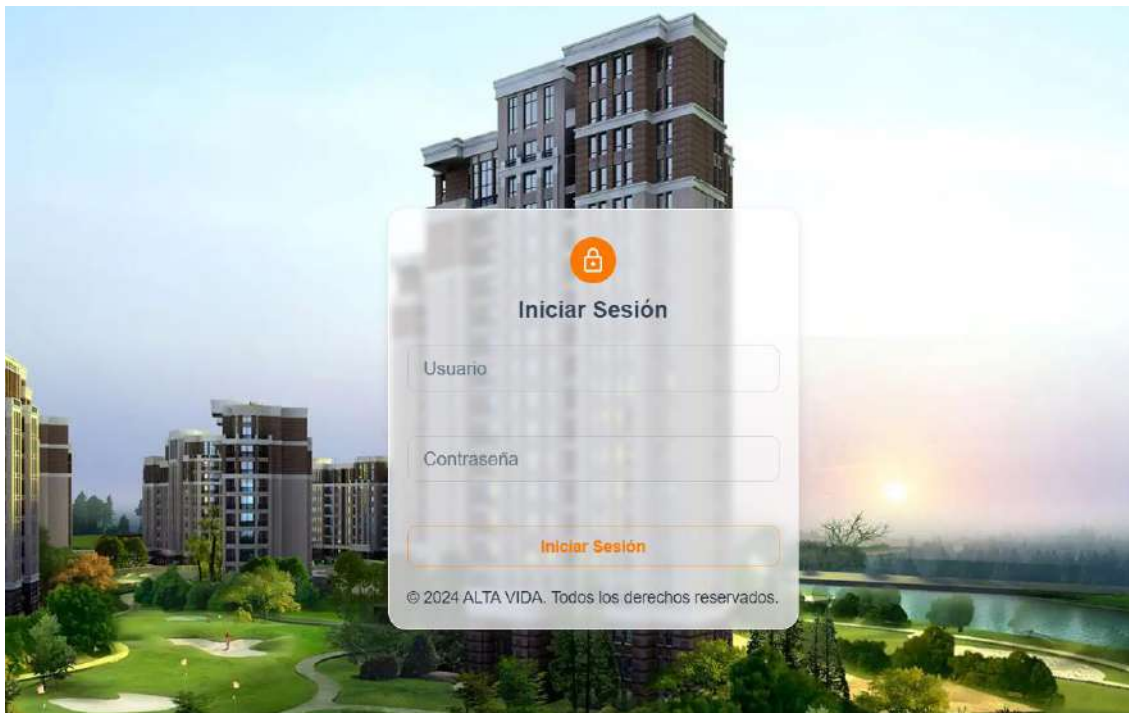 Iniciar Sesión
Usuario
Contraseña
Iniciar Sesión
© 2024 ALTA VIDA. Todos los derechos reservados.